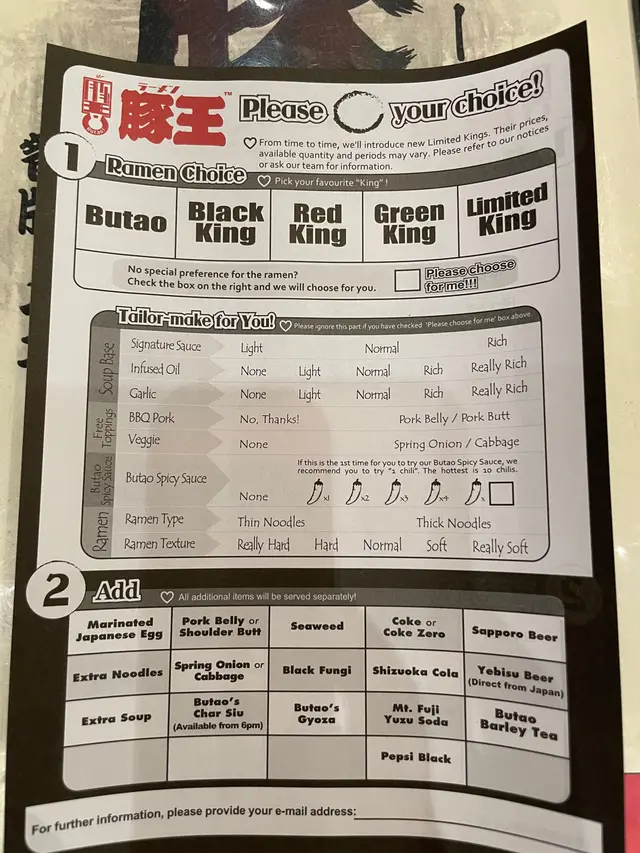 ラーメン
豚王™
Please your choice!
♡ From time to time, we'll introduce new Limited Kings. Their prices,
available quantity and periods may vary. Please refer to our notices
or ask our team for information.
1 Ramen Choice ♡ Pick your favourite "King" !
Butao Black King Red King Green King Limited King
No special preference for the ramen?
Check the box on the right and we will choose for you.
Please choose
for me!!!
Tailor-make for You! ♡ Please ignore this part if you have checked 'Please choose for me' box above.
Soup Base
Signature Sauce Light Normal Rich
Infused Oil None Light Normal Rich Really Rich
Garlic None Light Normal Rich Really Rich
Free Toppings
BBQ Pork No, Thanks! Pork Belly / Pork Butt
Veggie None Spring Onion / Cabbage
Butao Spicy Sauce
If this is the 1st time for you to try our Butao Spicy Sauce, we
recommend you to try "1 chili". The hottest is 10 chilis.
Butao Spicy Sauce None x1 x2 x3 x4 x
Ramen
Ramen Type Thin Noodles Thick Noodles
Ramen Texture Really Hard Hard Normal Soft Really Soft
2 Add ♡ All additional items will be served separately!
Marinated Japanese Egg Pork Belly or Shoulder Butt Seaweed Coke or Coke Zero Sapporo Beer
Extra Noodles Spring Onion or Cabbage Black Fungi Shizuoka Cola Yebisu Beer (Direct from Japan)
Extra Soup Butao's Char Siu (Available from 6pm) Butao's Gyoza Mt. Fuji Yuzu Soda Butao Barley Tea
Pepsi Black
For further information, please provide your e-mail address: